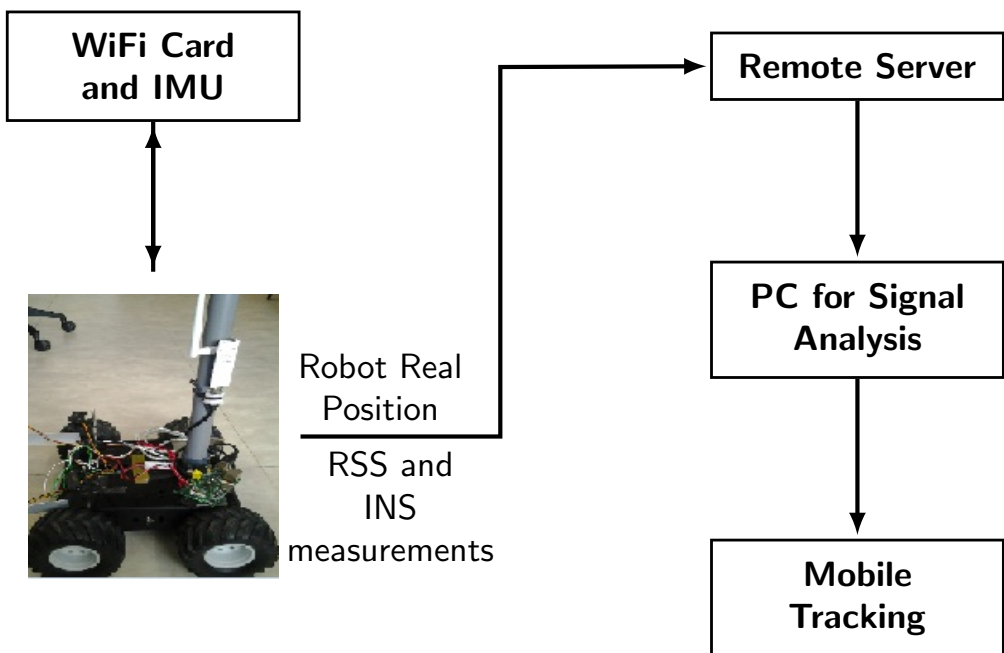 WiFi Card
and IMU
Remote Server
Robot Real
Position
RSS and
INS
measurements
PC for Signal
Analysis
Mobile
Tracking